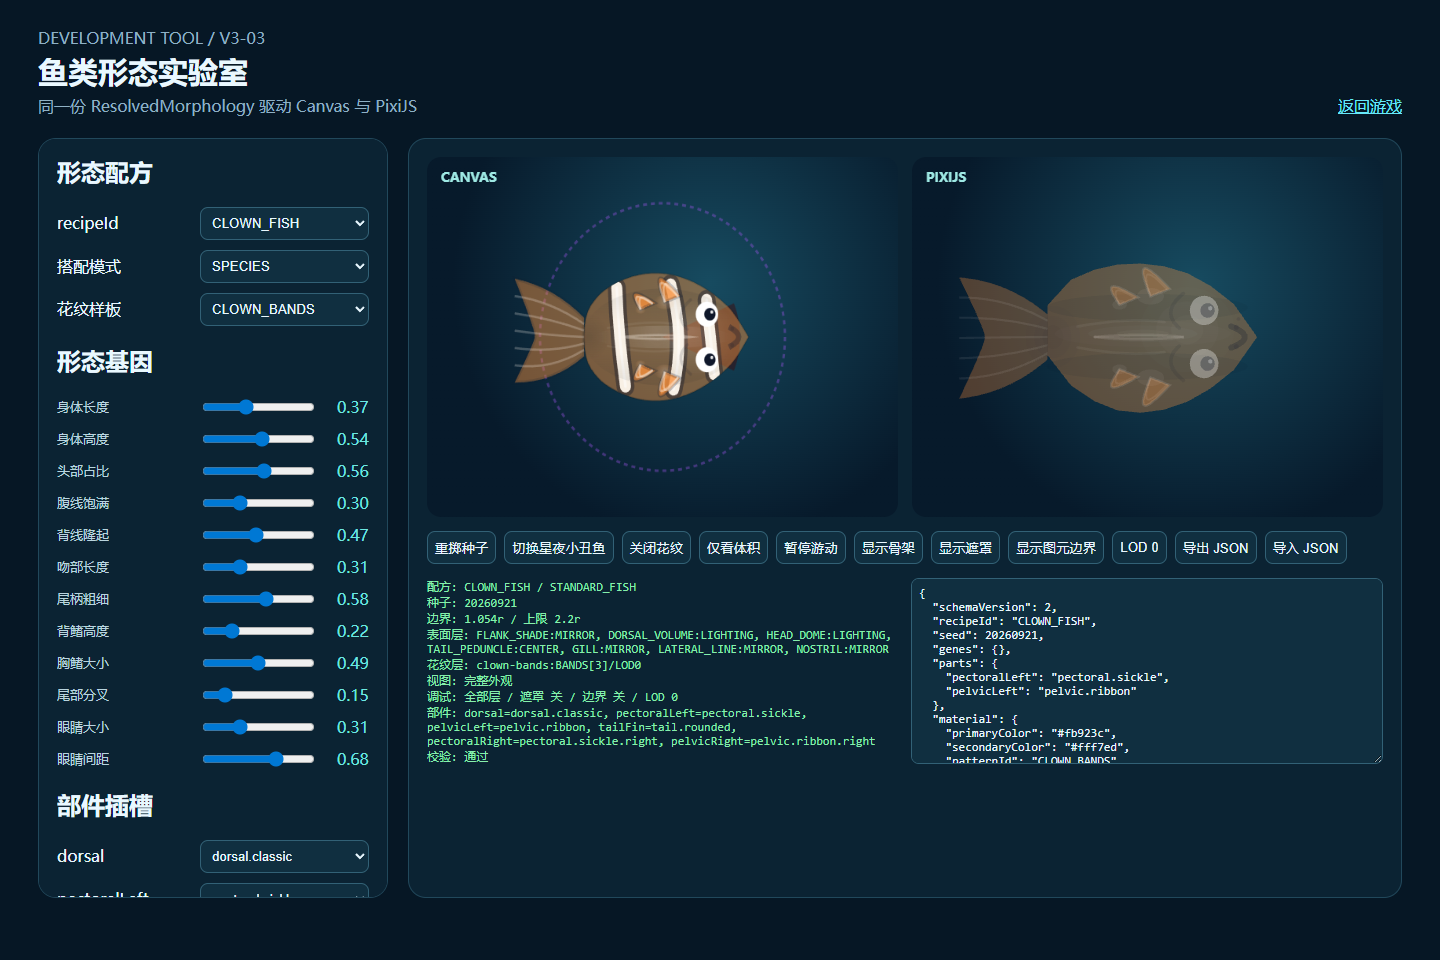 DEVELOPMENT TOOL / V3-03
鱼类形态实验室
同一份 ResolvedMorphology 驱动 Canvas 与 PixiJS
返回游戏
形态配方
recipeId
CLOWN_FISH
搭配模式
SPECIES
花纹样板
CLOWN_BANDS
形态基因
身体长度
0.37
身体高度
0.54
头部占比
0.56
腹线饱满
0.30
背线隆起
0.47
吻部长度
0.31
尾柄粗细
0.58
背鳍高度
0.22
胸鳍大小
0.49
尾部分叉
0.15
眼睛大小
0.31
眼睛间距
0.68
部件插槽
dorsal
dorsal.classic
CANVAS
PIXIJS
重掷种子
切换星夜小丑鱼
关闭花纹
仅看体积
暂停游动
显示骨架
显示遮罩
显示图元边界
LOD 0
导出 JSON
导入 JSON
配方: CLOWN_FISH / STANDARD_FISH
种子: 20260921
边界: 1.054r / 上限 2.2r
表面层: FLANK_SHADE:MIRROR, DORSAL_VOLUME:LIGHTING, HEAD_DOME:LIGHTING,
TAIL_PEDUNCLE:CENTER, GILL:MIRROR, LATERAL_LINE:MIRROR, NOSTRIL:MIRROR
花纹层: clown-bands:BANDS[3]/LOD0
视图: 完整外观
调试: 全部层 / 遮罩 关 / 边界 关 / LOD 0
部件: dorsal=dorsal.classic, pectoralLeft=pectoral.sickle,
pelvicLeft=pelvic.ribbon, tailFin=tail.rounded,
pectoralRight=pectoral.sickle.right, pelvicRight=pelvic.ribbon.right
校验: 通过
{
"schemaVersion": 2,
"recipeId": "CLOWN_FISH",
"seed": 20260921,
"genes": {},
"parts": {
"pectoralLeft": "pectoral.sickle",
"pelvicLeft": "pelvic.ribbon"
},
"material": {
"primaryColor": "#fb923c",
"secondaryColor": "#fff7ed",
"patternId": "CLOWN_BANDS"